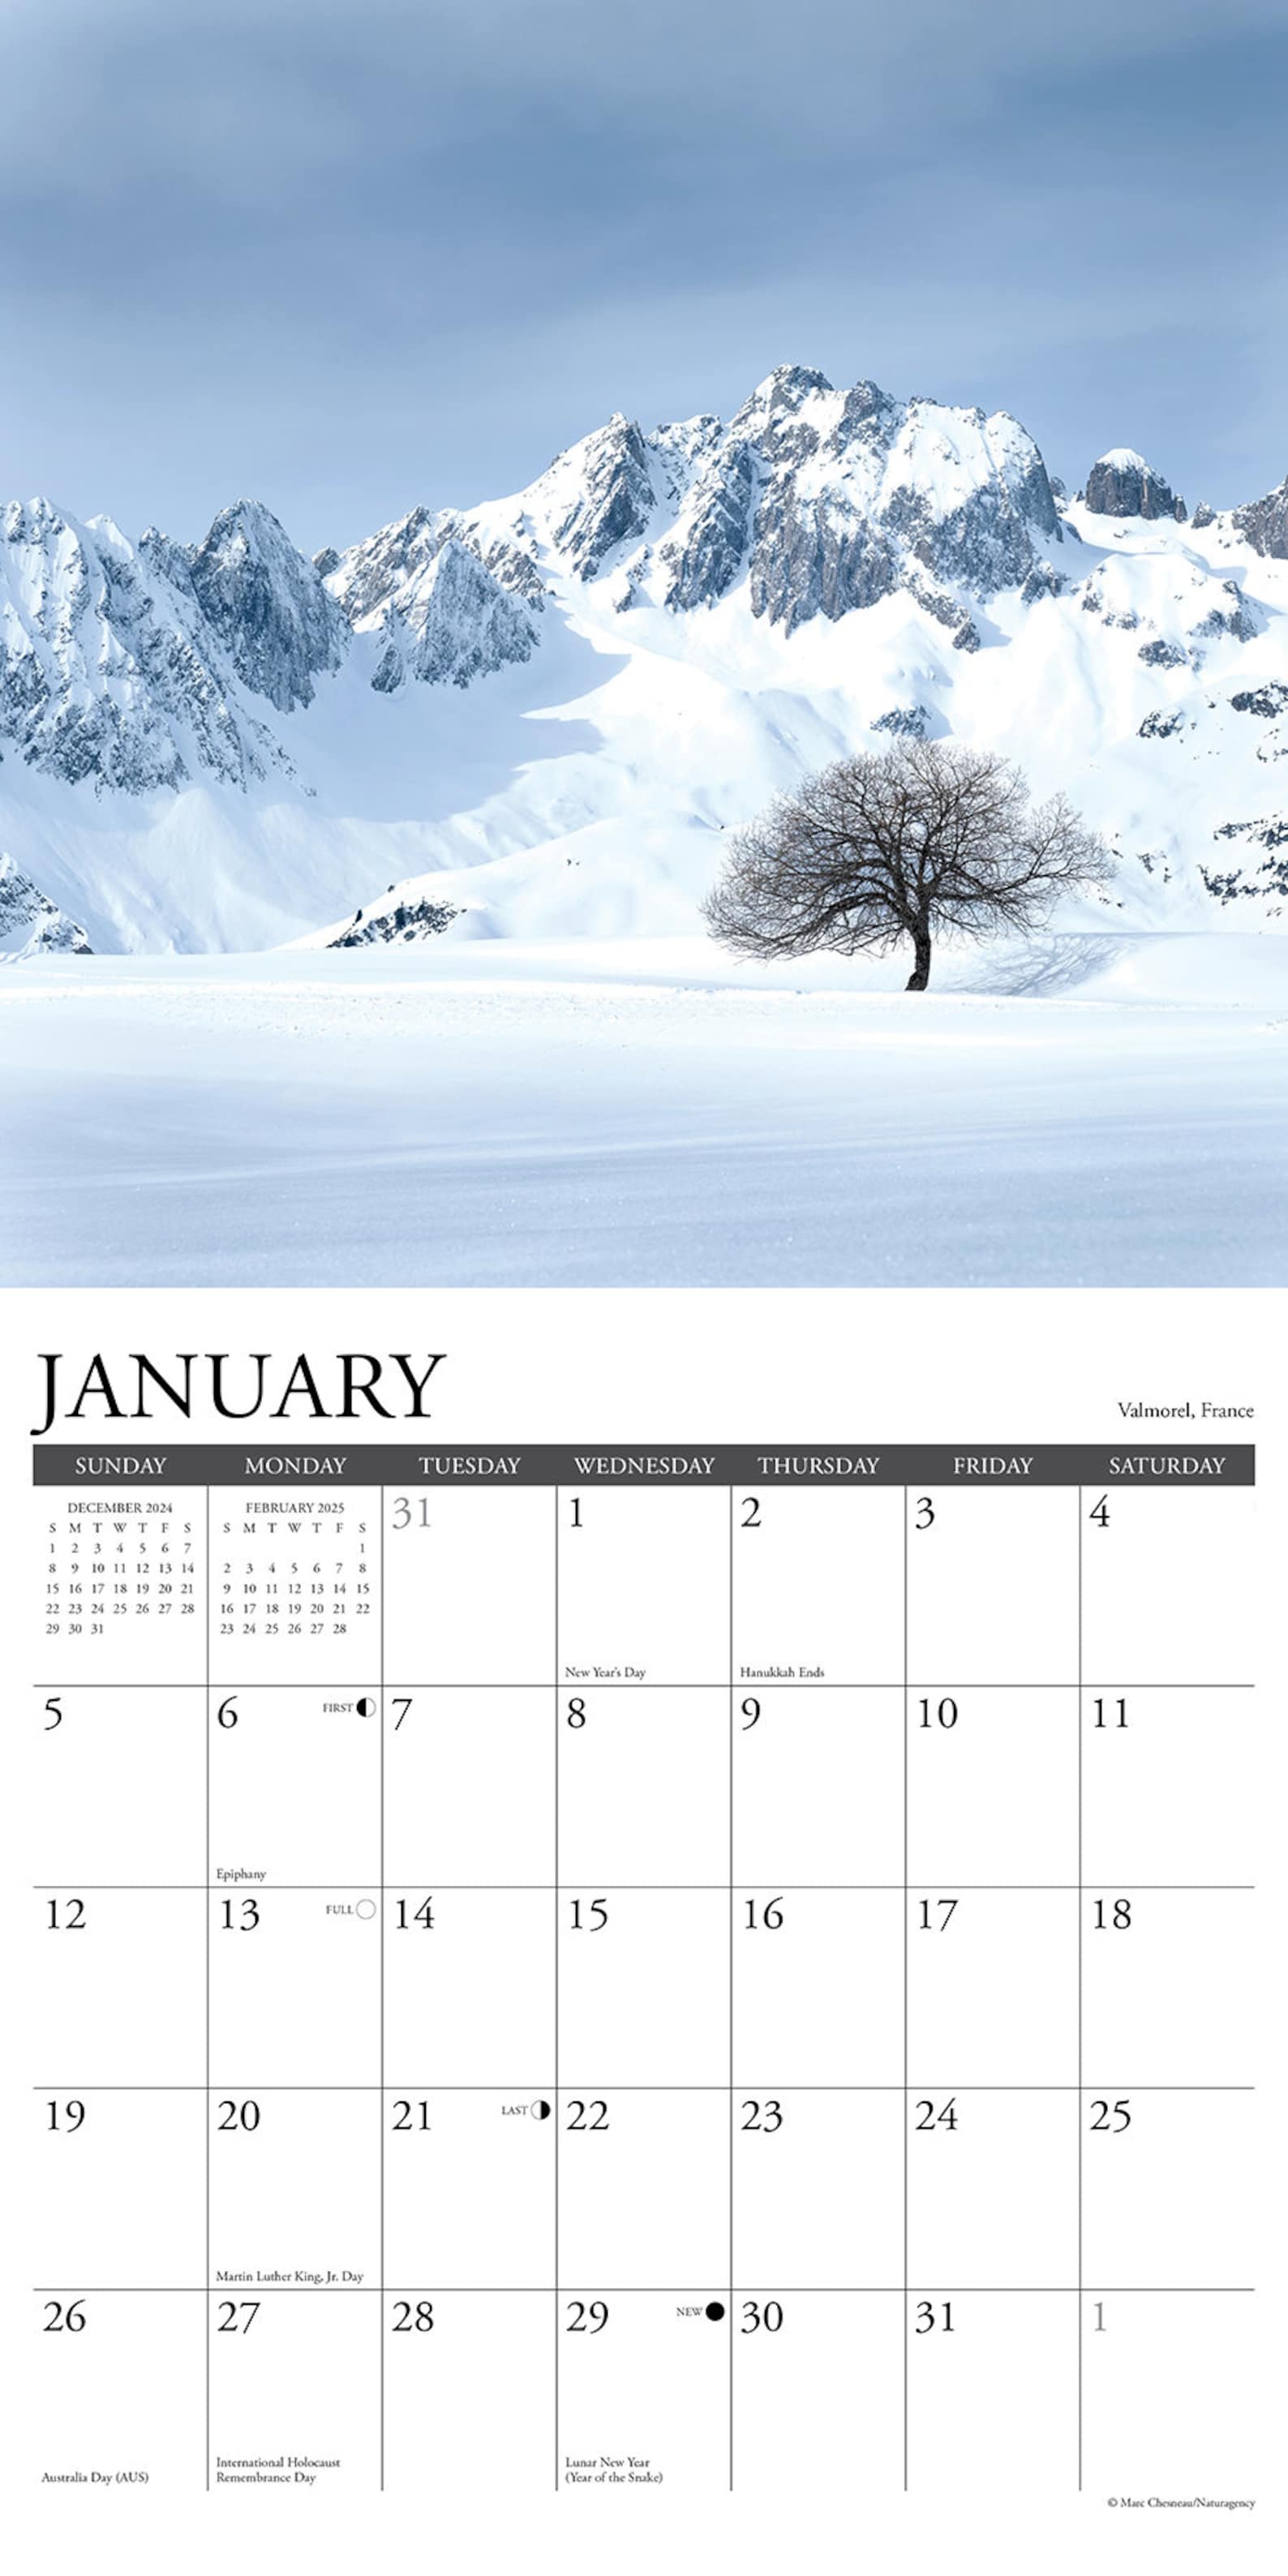 JANUARY
Valmorel, France
SUNDAY MONDAY TUESDAY WEDNESDAY THURSDAY FRIDAY SATURDAY
DECEMBER 2024
S M T W T F S
1 2 3 4 5 6 7
8 9 10 11 12 13 14
15 16 17 18 19 20 21
22 23 24 25 26 27 28
29 30 31
FEBRUARY 2025
S M T W T F S
1
2 3 4 5 6 7 8
9 10 11 12 13 14 15
16 17 18 19 20 21 22
23 24 25 26 27 28
31 1 2 3 4
New Year's Day
Hanukkah Ends
5 6 FIRST 7 8 9 10 11
Epiphany
12 13 FULL 14 15 16 17 18
19 20 21 LAST 22 23 24 25
Martin Luther King, Jr. Day
26 27 28 29 NEW 30 31 1
Australia Day (AUS)
International Holocaust
Remembrance Day
Lunar New Year
(Year of the Snake)
© Marc Chesneau/Naturagency